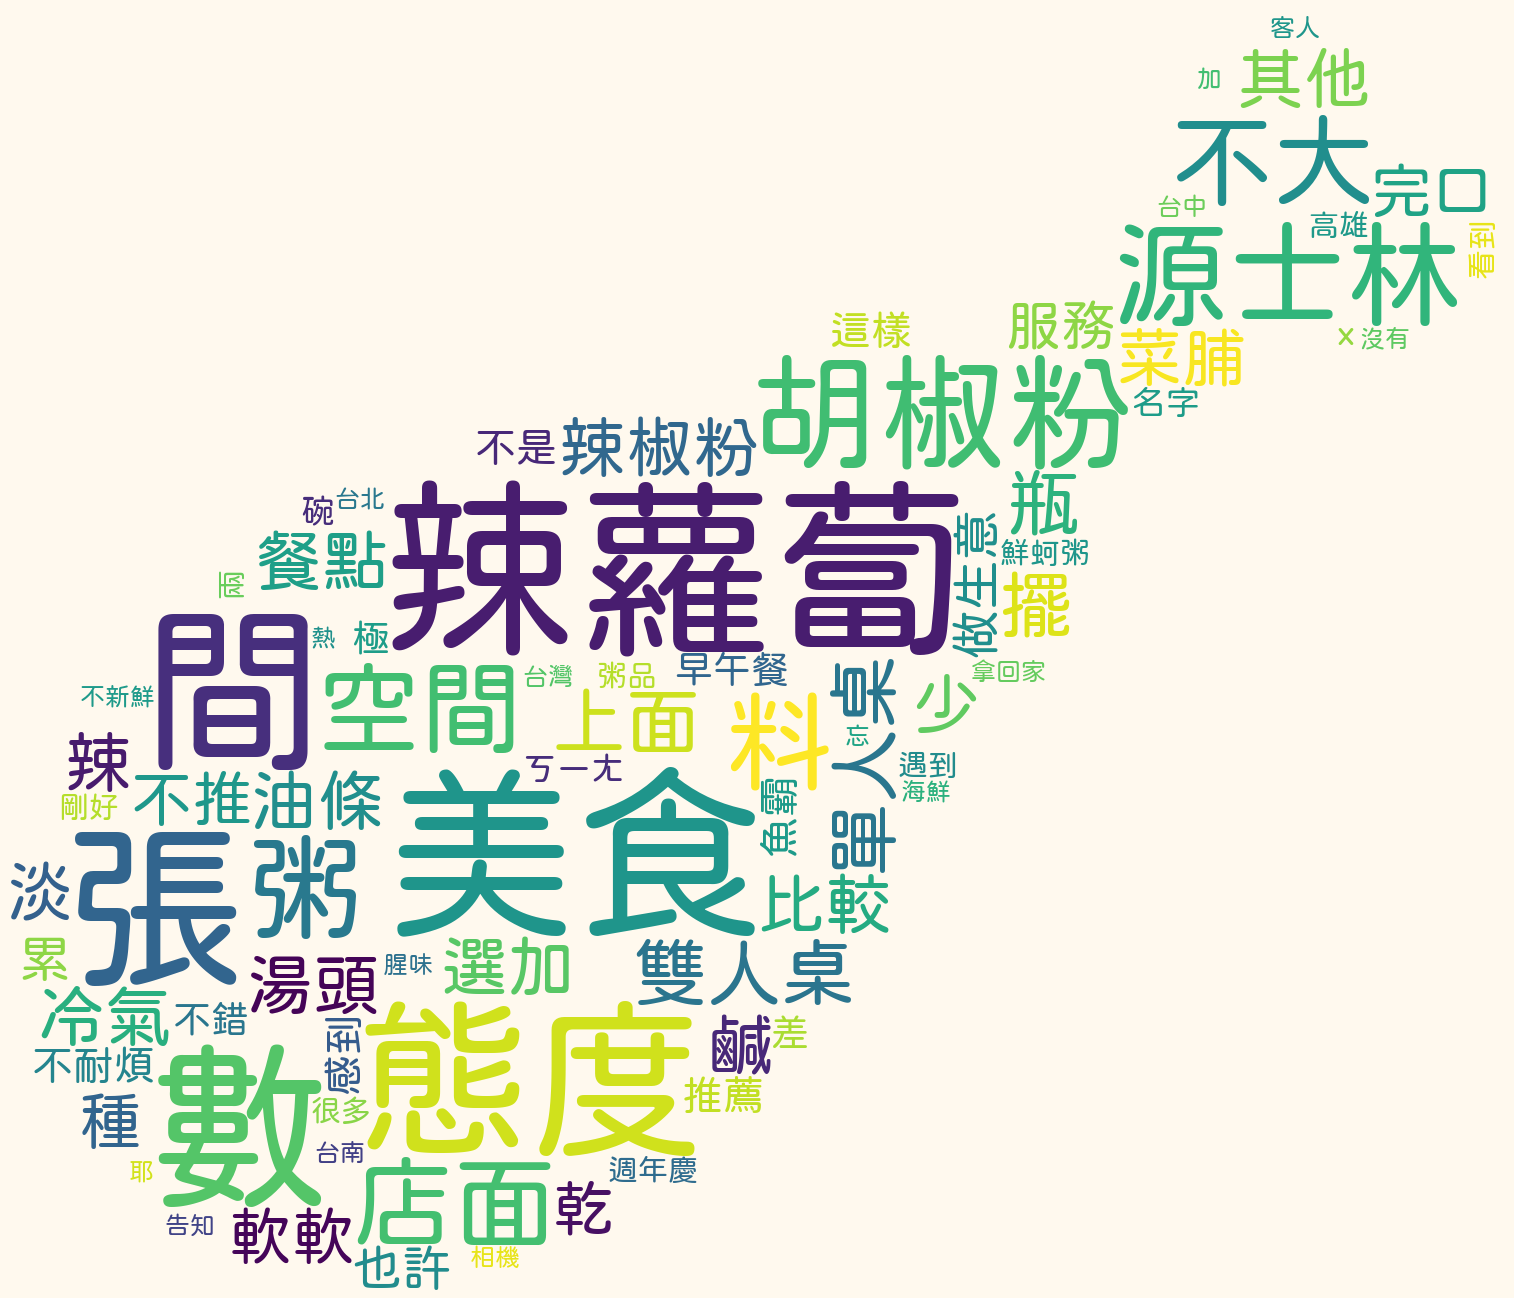 客人
加
其他
不大
完口
台中
高雄
源士林
看到
這樣
服務
菜脯
x
沒有
胡椒粉
名字
不是
辣椒粉
碗
台北
辣蘿蔔
瓶
餐點
做生意
鮮蚵粥
擺
間
熱
極
空間
台灣
粥品
早午餐
單人桌
少
拿回家
不新鮮
上面
料
忘
辣
不推
油條
ㄎㄧㄤ
遇到
海鮮
剛好
美食
魚霸
張
粥
淡
比較
累
湯頭
腥味
選加
雙人桌
冷氣
不錯
感到
態度
鹹
差
不耐煩
數
很多
推薦
種
台南
耶
店面
週年慶
乾
告知
軟軟
也許
相機